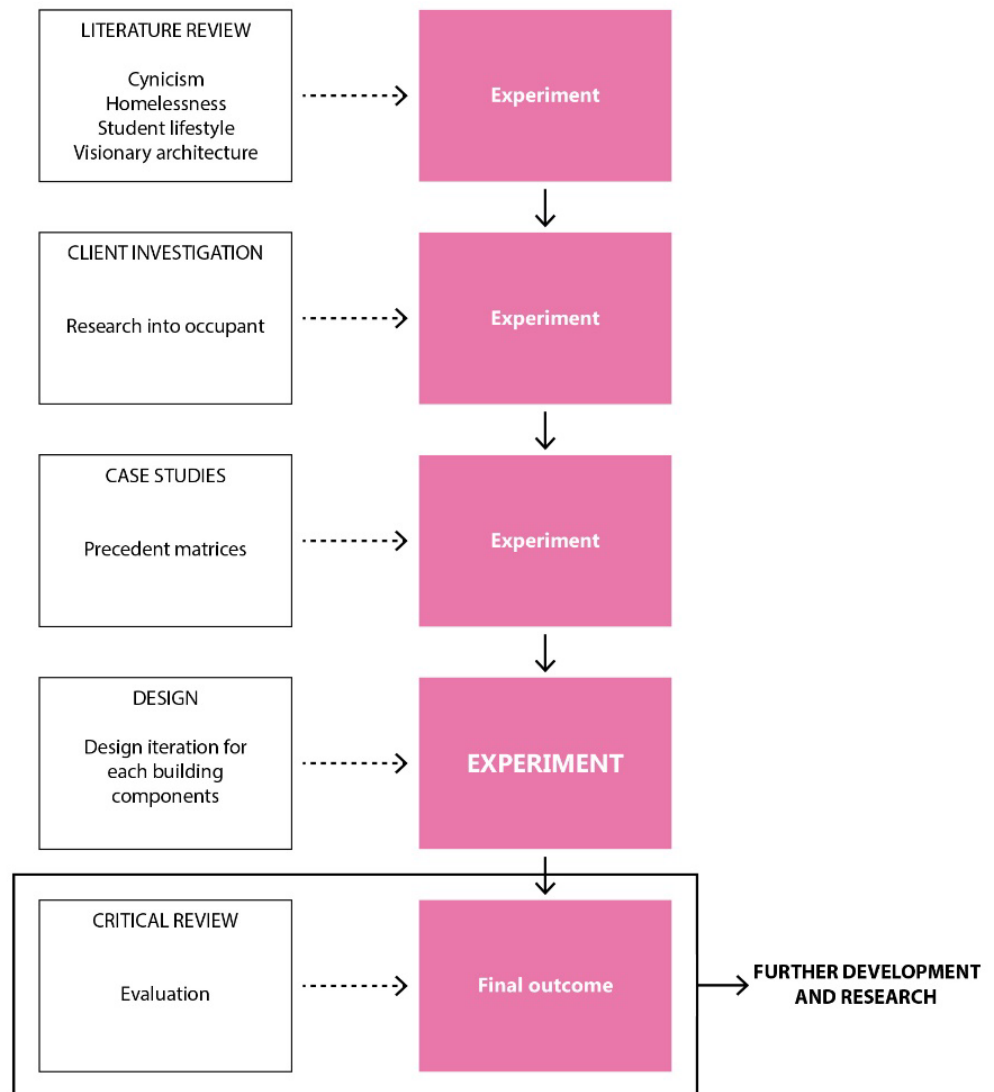 LITERATURE REVIEW
Cynicism
Homelessness
Student lifestyle
Visionary architecture
Experiment
CLIENT INVESTIGATION
Research into occupant
Experiment
CASE STUDIES
Precedent matrices
Experiment
DESIGN
Design iteration for
each building
components
EXPERIMENT
CRITICAL REVIEW
Evaluation
Final outcome
FURTHER DEVELOPMENT
AND RESEARCH